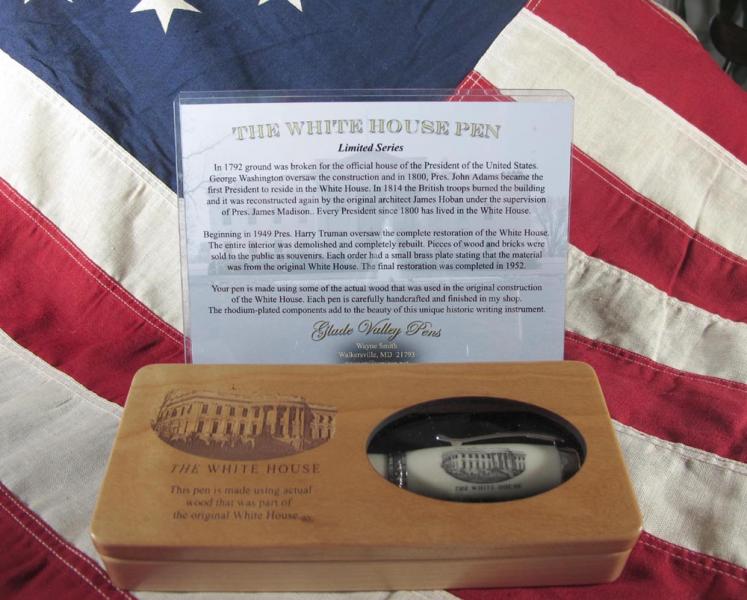 THE WHITE HOUSE PEN
Limited Series
In 1792 ground was broken for the official house of the President of the United States.
George Washington oversaw the construction and in 1800, Pres. John Adams became the
first President to reside in the White House. In 1814 the British troops burned the building
and it was reconstructed again by the original architect James Hoban under the supervision
of Pres. James Madison.. Every President since 1800 has lived in the White House.
Beginning in 1949 Pres. Harry Truman oversaw the complete restoration of the White House.
The entire interior was demolished and completely rebuilt. Pieces of wood and bricks were
sold to the public as souvenirs. Each order had a small brass plate stating that the material
was from the original White House. The final restoration was completed in 1952.
Your pen is made using some of the actual wood that was used in the original construction
of the White House. Each pen is carefully handcrafted and finished in my shop.
The rhodium-plated components add to the beauty of this unique historic writing instrument.
Glade Valley Pens
Wayne Smith
Walkersville, MD 21793
THE WHITE HOUSE
This pen is made using actual
wood that was part of
the original White House
THE WHITE HOUSE